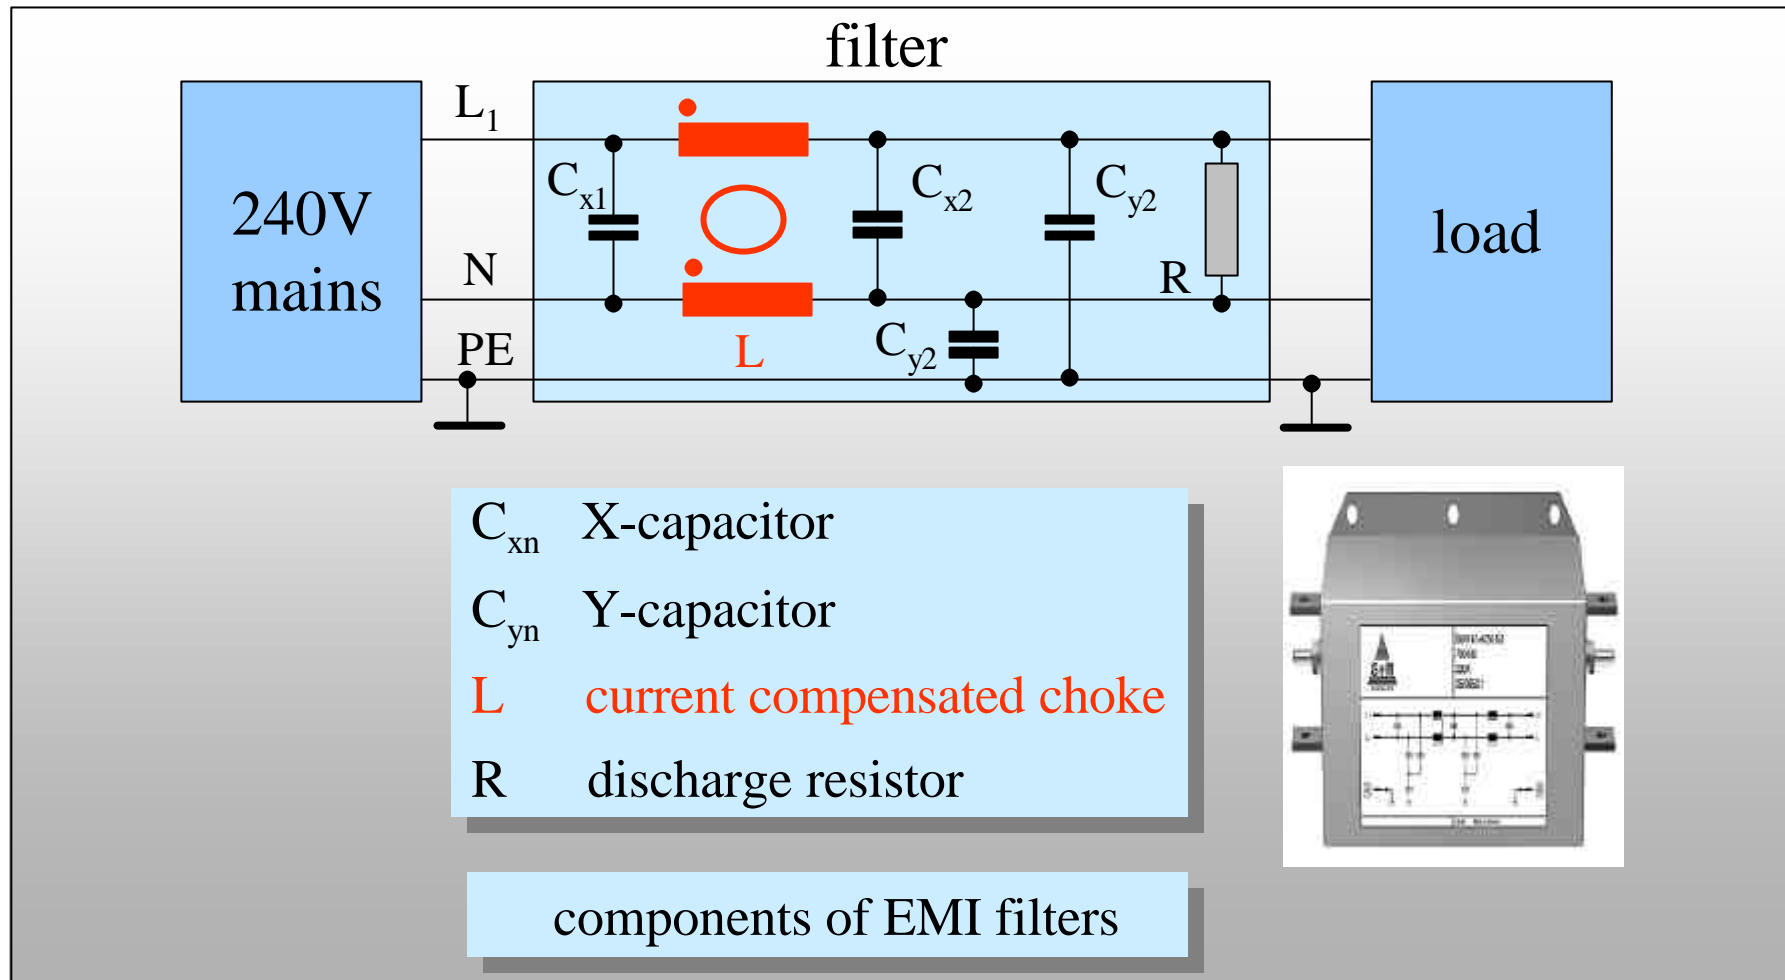 filter
L1
240V
mains
N
PE
Cx1
L
Cx2
Cy2
Cy2
R
load
Cxn X-capacitor
Cyn Y-capacitor
L current compensated choke
R discharge resistor
components of EMI filters